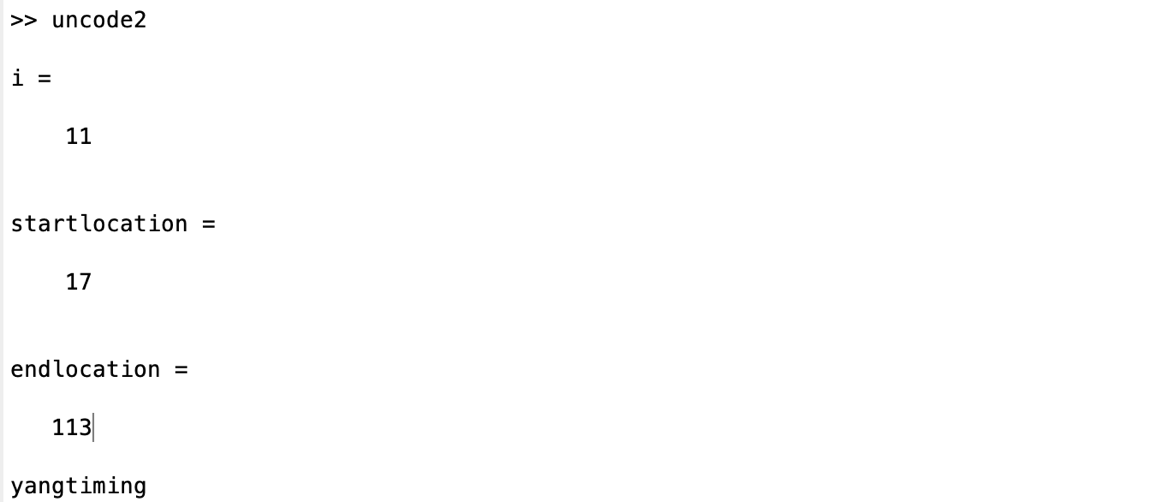 >> uncode2
i =
11
startlocation =
17
endlocation =
113
yangtiming